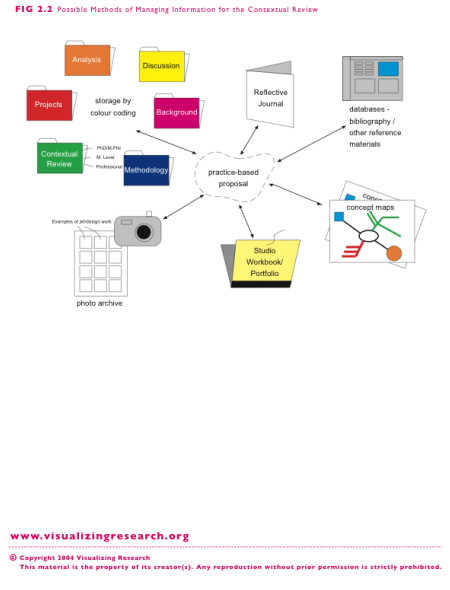 FIG 2.2 Possible Methods of Managing Information for the Contextual Review
Analysis
Discussion
Projects
storage by
colour coding
Background
Contextual
Review
PhD/M.Phil
M. Level
Professional
Methodology
Reflective
Journal
databases -
bibliography /
other reference
materials
practice-based
proposal
concept maps
Examples of art/design work
photo archive
Studio
Workbook/
Portfolio
www.visualizingresearch.org
© Copyright 2004 Visualizing Research
This material is the property of its creator(s). Any reproduction without prior permission is strictly prohibited.